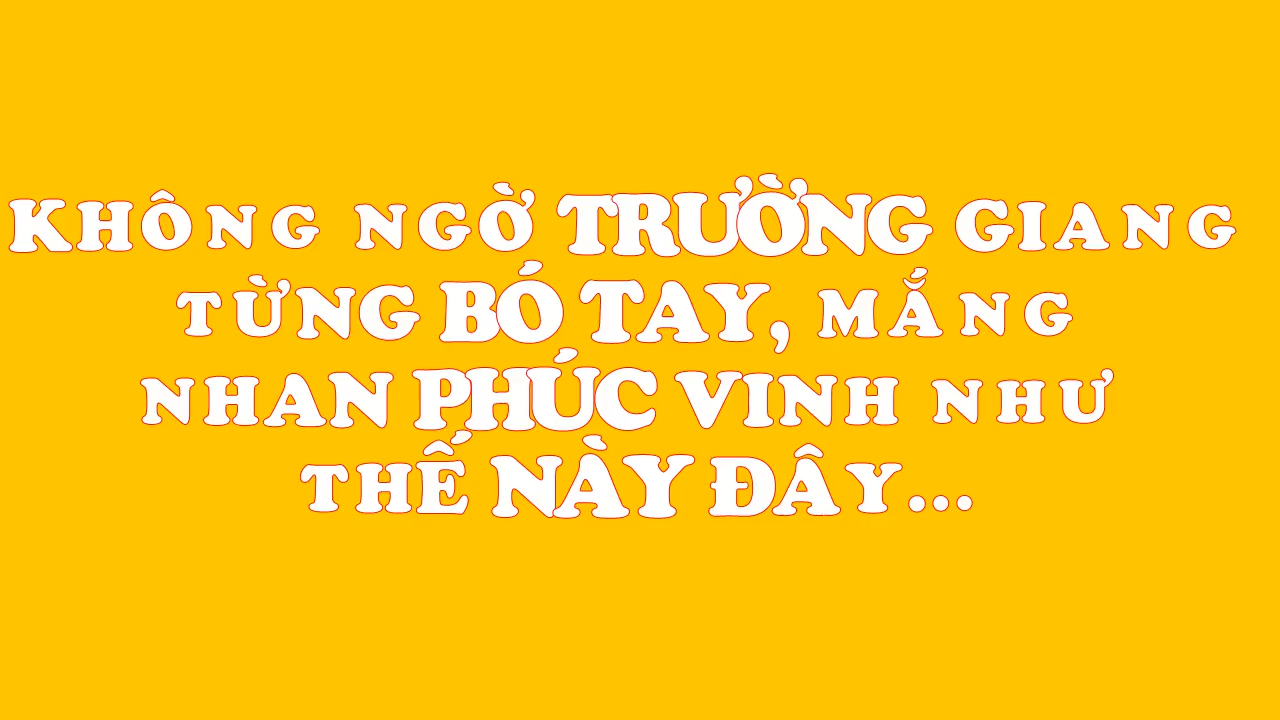 KHÔNG NGỜ TRƯỜNG GIANG
TỪNG BÓ TAY, MẮNG
NHAN PHÚC VINH NHƯ
THẾ NÀY ĐÂY...